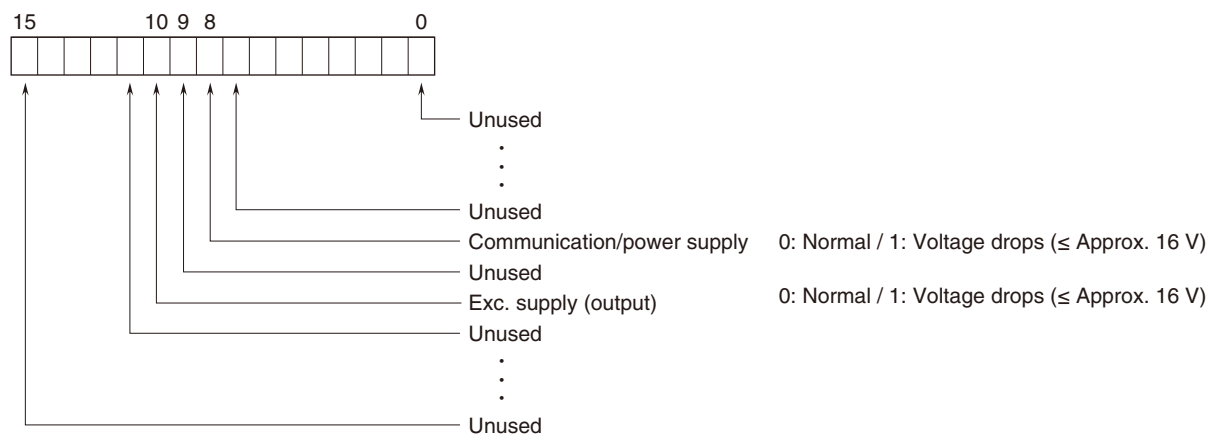 15 10 9 8 0
Unused
Unused
Communication/power supply 0: Normal / 1: Voltage drops (≤ Approx. 16 V)
Unused
Exc. supply (output) 0: Normal / 1: Voltage drops (≤ Approx. 16 V)
Unused
Unused